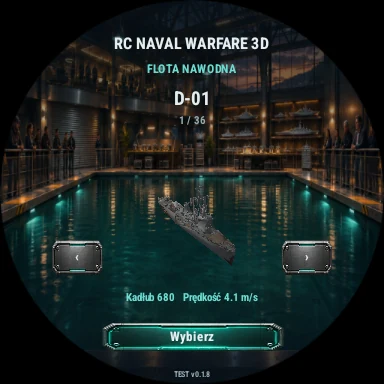 RC NAVAL WARFARE 3D
FLOTA NAWODNA
D-01
1 / 36
‹ ›
Kadłub 680 Prędkość 4.1 m/s
Wybierz
TEST v0.1.8